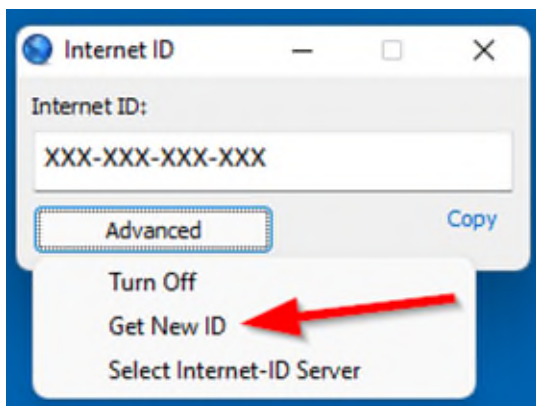 Internet ID
Internet ID:
XXX-XXX-XXX-XXX
Advanced
Copy
Turn Off
Get New ID
Select Internet-ID Server